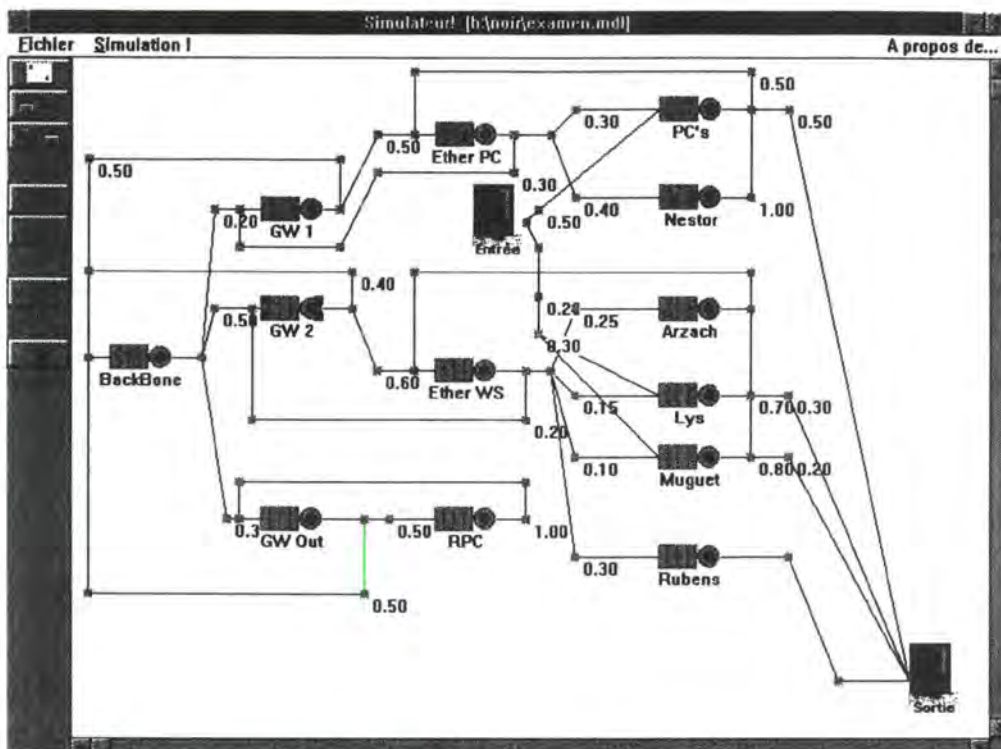 Simulateur! [h:\noir\examen.mdl]
Fichier Simulation ! A propos de...
0.50
0.30 PC's 0.50
0.50 Ether PC
0.50
0.30
0.20 GW 1
0.40 Nestor 1.00
0.50
Entrée
0.40
0.50 GW 2
0.20 0.25 Arzach
0.30
BackBone
0.60 Ether WS
0.15 Lys 0.70 0.30
0.20
0.10 Muguet 0.80 0.20
0.3 GW Out 0.50 RPC 1.00
0.30 Rubens
0.50
Sortie